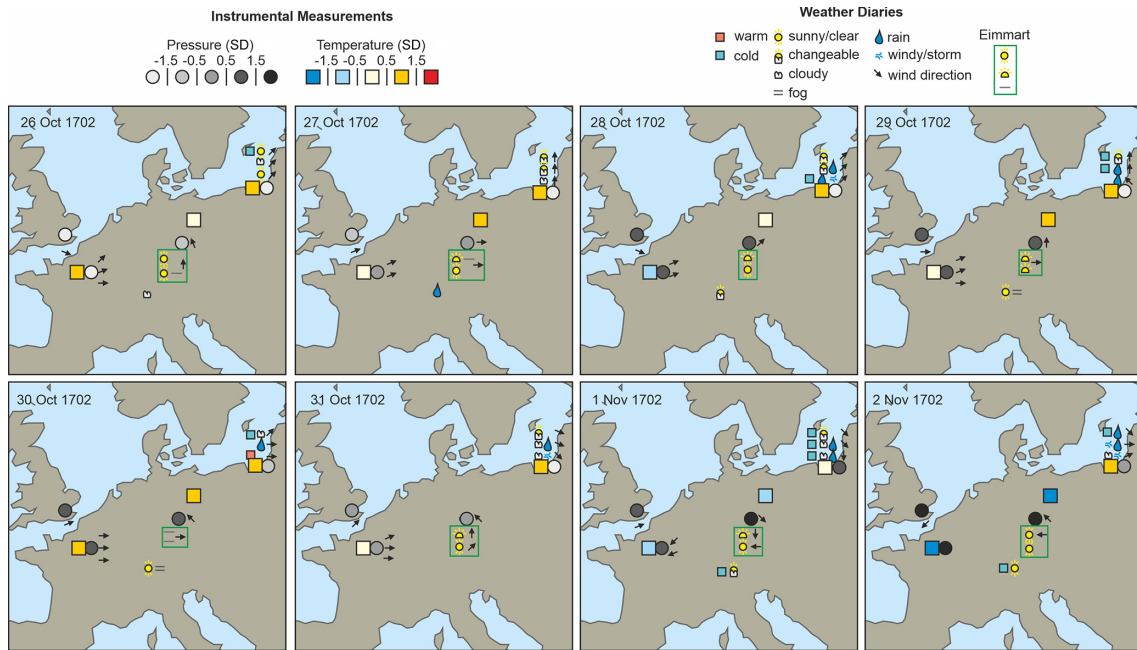 Instrumental Measurements
Pressure (SD)
-1.5 -0.5 0.5 1.5
Temperature (SD)
-1.5 -0.5 0.5 1.5
Weather Diaries
warm
cold
sunny/clear
changeable
cloudy
fog
rain
windy/storm
wind direction
Eimmart
26 Oct 1702
27 Oct 1702
28 Oct 1702
29 Oct 1702
30 Oct 1702
31 Oct 1702
1 Nov 1702
2 Nov 1702